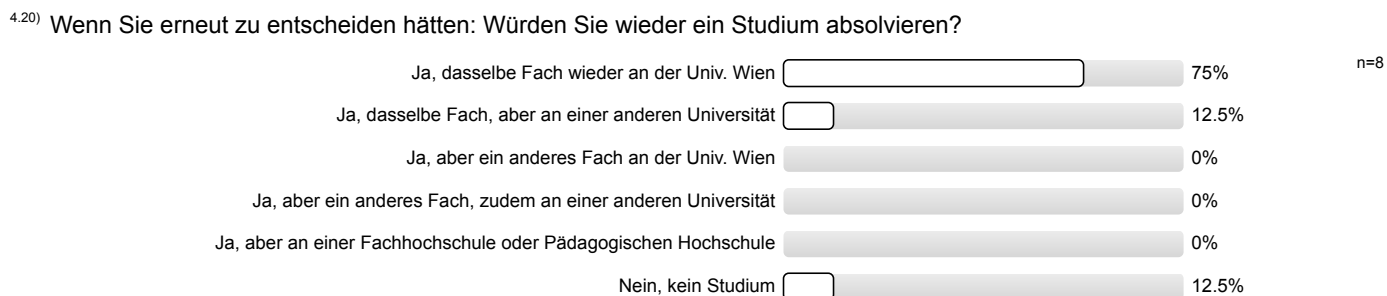 4.20) Wenn Sie erneut zu entscheiden hätten: Würden Sie wieder ein Studium absolvieren?
Ja, dasselbe Fach wieder an der Univ. Wien 75% n=8
Ja, dasselbe Fach, aber an einer anderen Universität 12.5%
Ja, aber ein anderes Fach an der Univ. Wien 0%
Ja, aber ein anderes Fach, zudem an einer anderen Universität 0%
Ja, aber an einer Fachhochschule oder Pädagogischen Hochschule 0%
Nein, kein Studium 12.5%